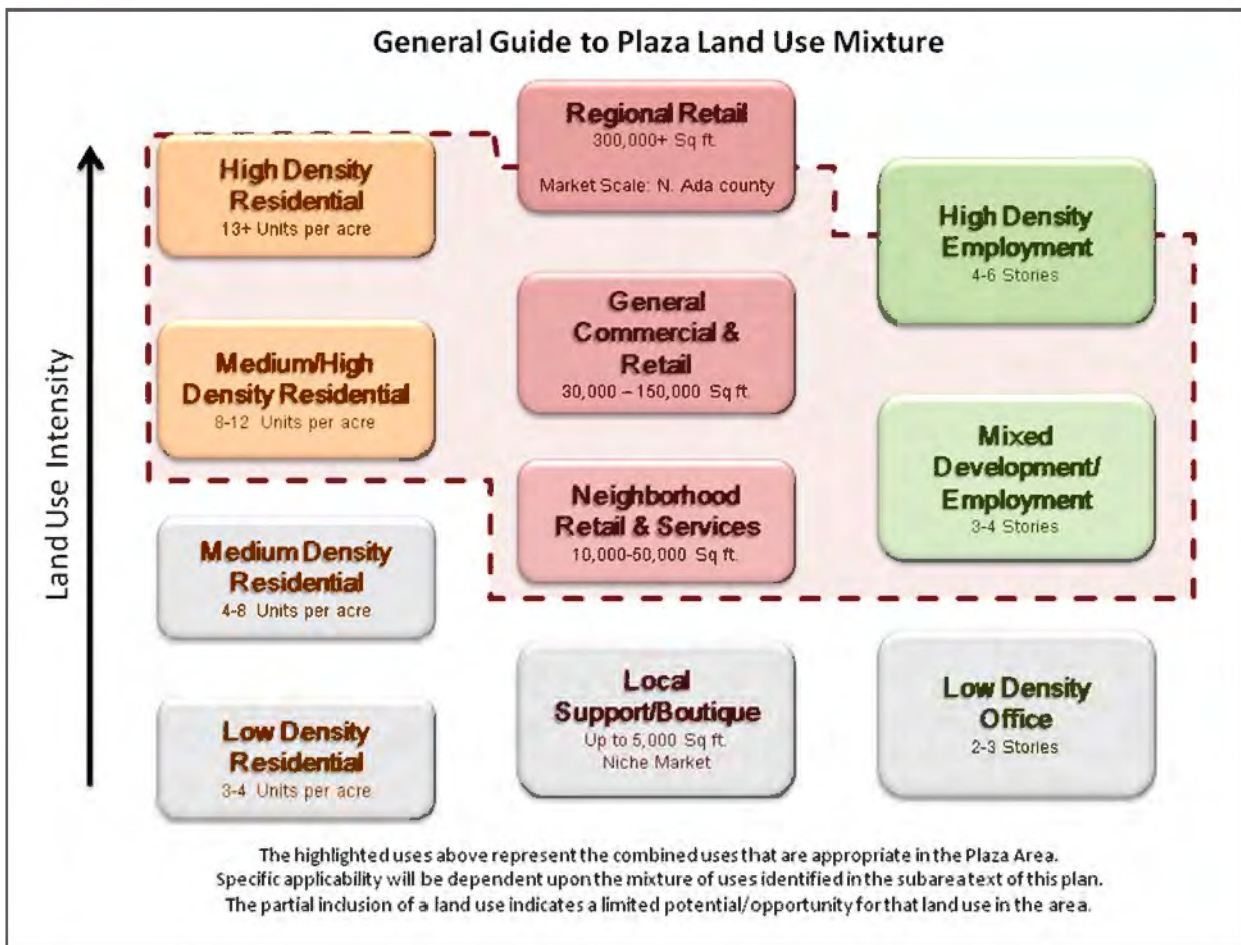 General Guide to Plaza Land Use Mixture
Land Use Intensity
High Density
Residential
13+ Units per acre
Medium/High
Density Residential
8-12 Units per acre
Medium Density
Residential
4-8 Units per acre
Low Density
Residential
3-4 Units per acre
Regional Retail
300,000+ Sq ft.
Market Scale: N. Ada county
General
Commercial &
Retail
30,000 – 150,000 Sq ft.
Neighborhood
Retail & Services
10,000-50,000 Sq ft.
Local
Support/Boutique
Up to 5,000 Sq ft.
Niche Market
High Density
Employment
4-6 Stories
Mixed
Development/
Employment
3-4 Stories
Low Density
Office
2-3 Stories
The highlighted uses above represent the combined uses that are appropriate in the Plaza Area.
Specific applicability will be dependent upon the mixture of uses identified in the subarea text of this plan.
The partial inclusion of a land use indicates a limited potential/opportunity for that land use in the area.